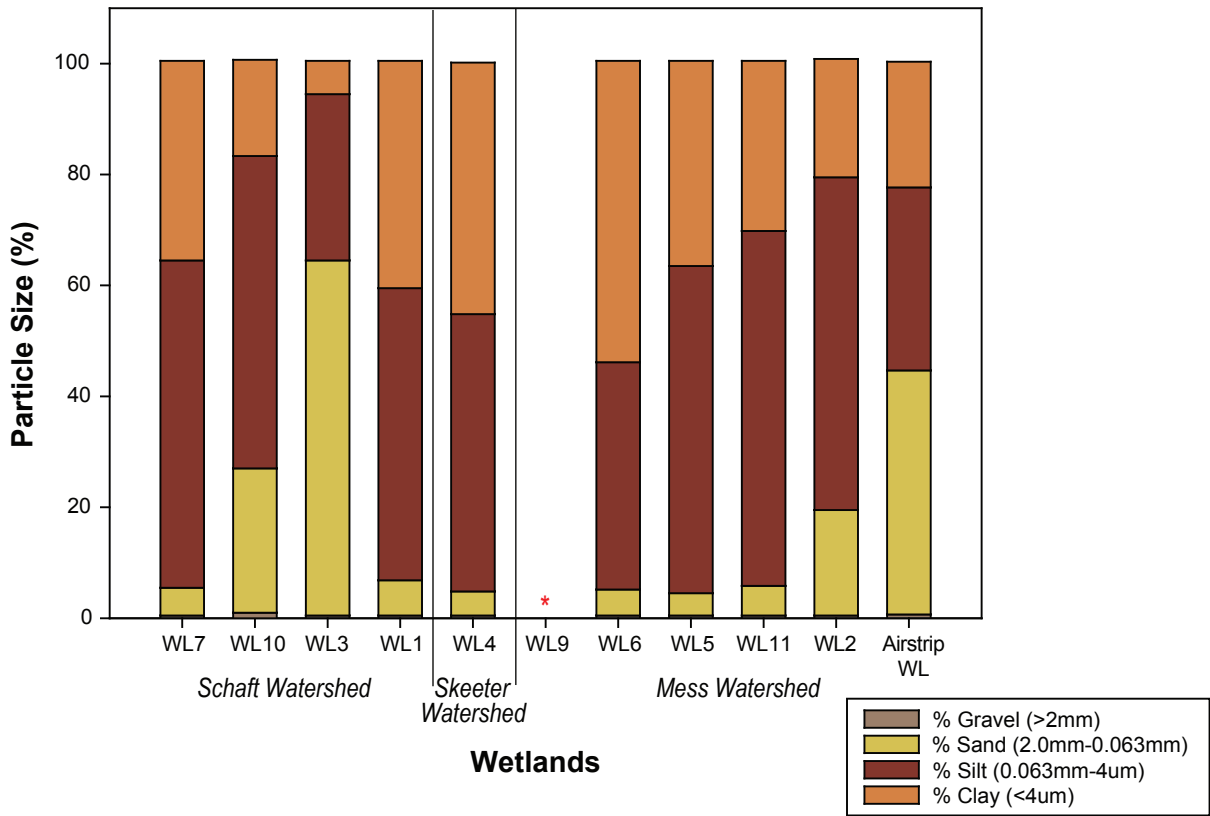 Particle Size (%)
100
80
60
40
20
0
*
WL7 WL10 WL3 WL1 WL4 WL9 WL6 WL5 WL11 WL2 Airstrip
WL
Schaft Watershed Skeeter Mess Watershed
Watershed
Wetlands
% Gravel (>2mm)
% Sand (2.0mm-0.063mm)
% Silt (0.063mm-4um)
% Clay (<4um)